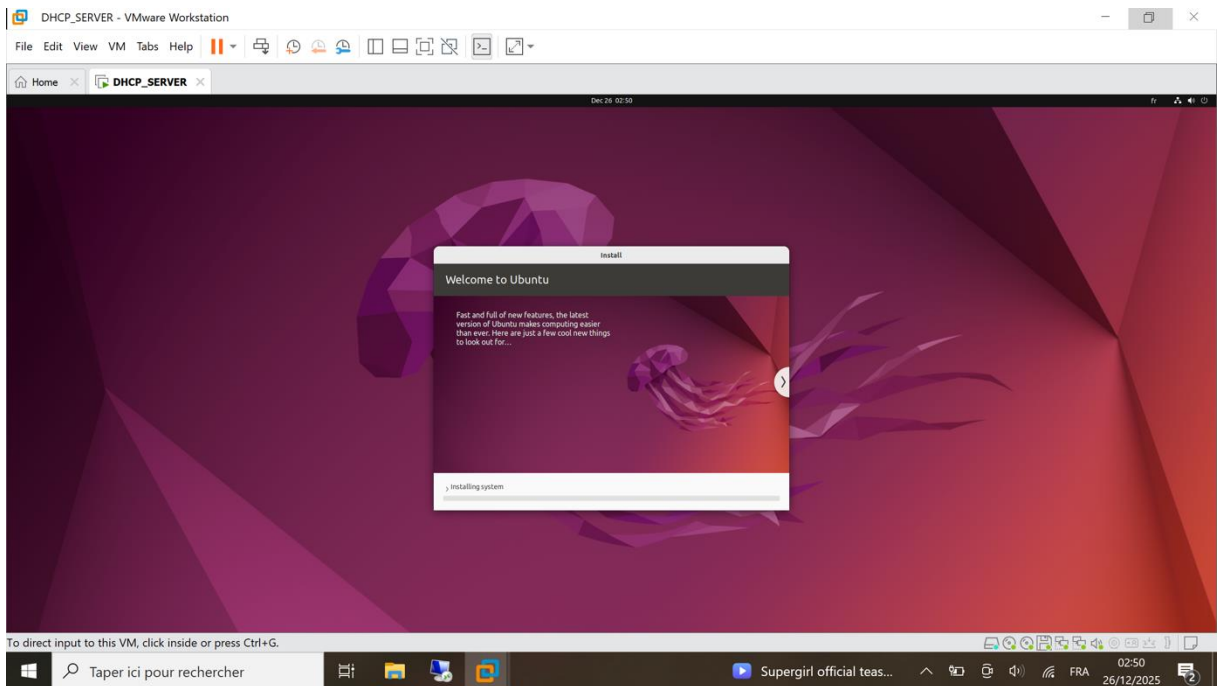 DHCP_SERVER - VMware Workstation
File Edit View VM Tabs Help
Home
DHCP_SERVER
Dec 26 02:50
fr
Install
Welcome to Ubuntu
Fast and full of new features, the latest
version of Ubuntu makes computing easier
than ever. Here are just a few cool new things
to look out for...
Installing system
To direct input to this VM, click inside or press Ctrl+G.
Taper ici pour rechercher
Supergirl official teas...
FRA
02:50
26/12/2025
2